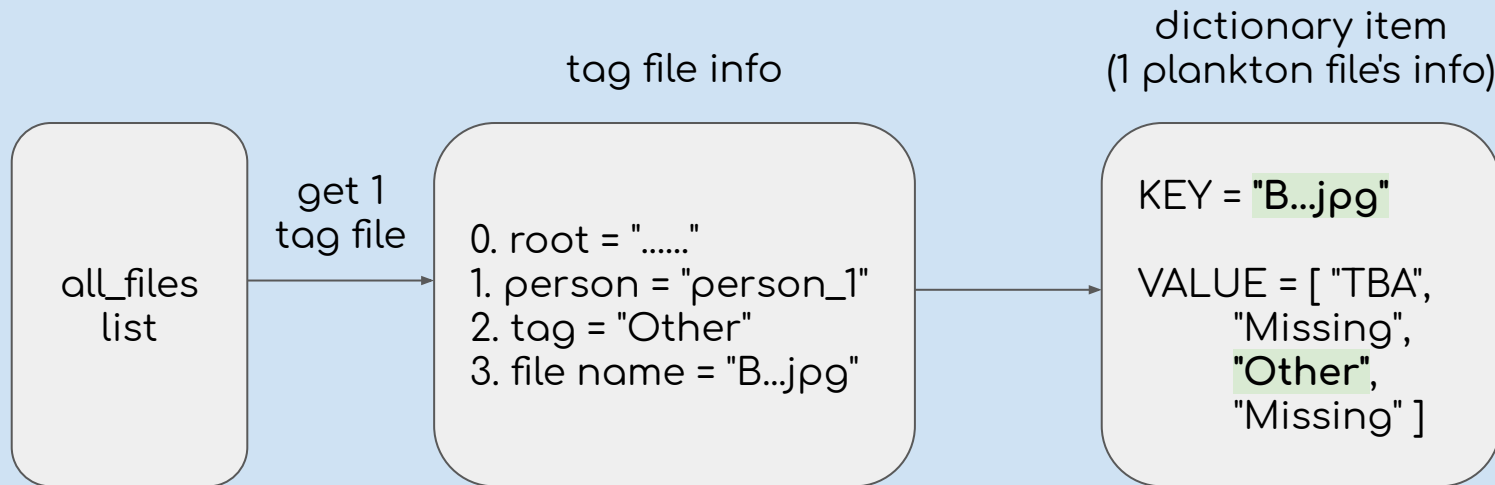 tag file info
dictionary item
(1 plankton file's info)
all_files
list
get 1
tag file
0. root = "......"
1. person = "person_1"
2. tag = "Other"
3. file name = "B...jpg"
KEY = "B...jpg"
VALUE = [ "TBA",
"Missing",
"Other",
"Missing" ]